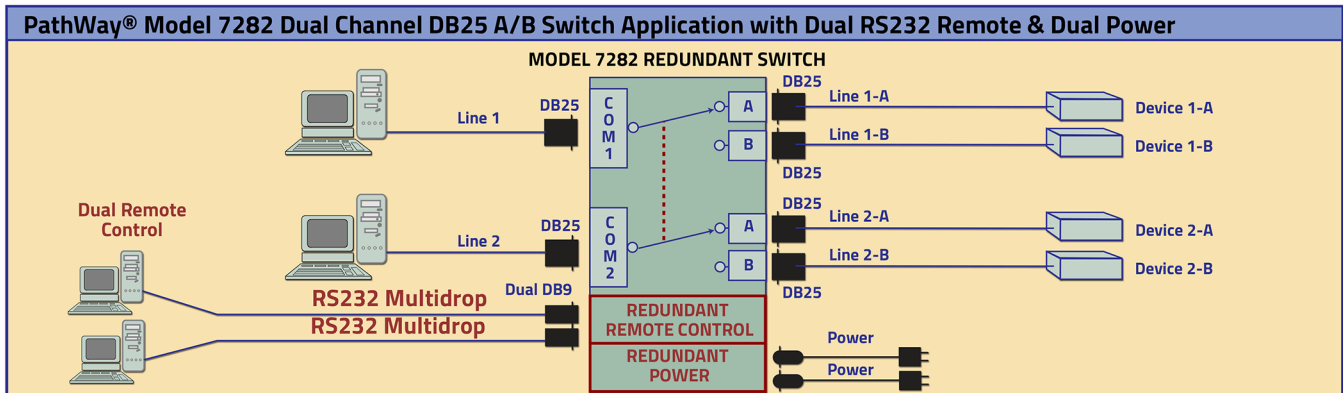 PathWay® Model 7282 Dual Channel DB25 A/B Switch Application with Dual RS232 Remote & Dual Power
MODEL 7282 REDUNDANT SWITCH
DB25
Line 1
DB25
COM1
A
Line 1-A
Device 1-A
B
Line 1-B
Device 1-B
DB25
DB25
Line 2
DB25
COM2
A
Line 2-A
Device 2-A
B
Line 2-B
Device 2-B
DB25
Dual Remote
Control
Dual DB9
RS232 Multidrop
RS232 Multidrop
REDUNDANT
REMOTE CONTROL
REDUNDANT
POWER
Power
Power